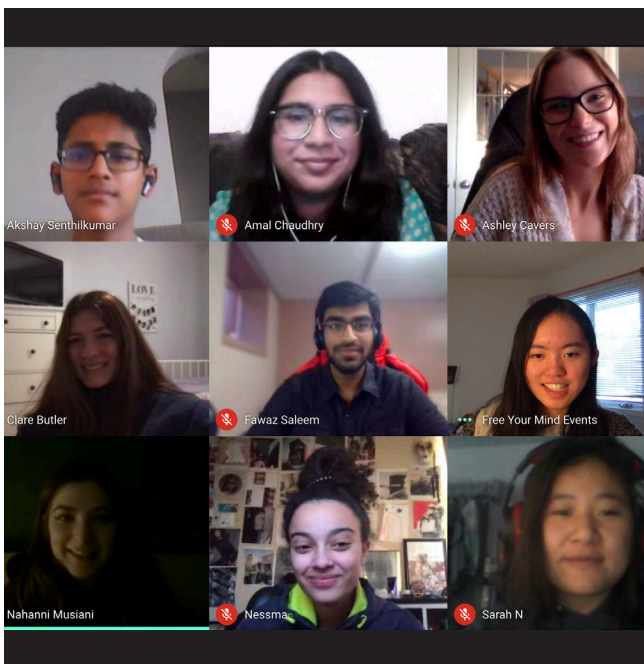 Akshay Senthilkumar
Amal Chaudhry
Ashley Cavers
LOVE
Clare Butler
Fawaz Saleem
Free Your Mind Events
Nahanni Musiani
Nessma
Sarah N